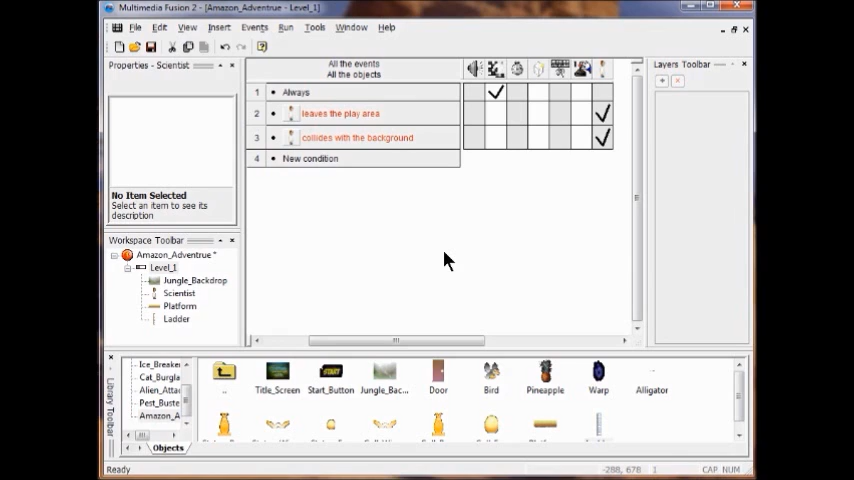 Multimedia Fusion 2 - [Amazon_Adventrue - Level_1]
File Edit View Insert Events Run Tools Window Help
Properties - Scientist
No Item Selected
Select an item to see its
description
Workspace Toolbar
Amazon_Adventrue *
Level_1
Jungle_Backdrop
Scientist
Platform
Ladder
All the events
All the objects
1 • Always
2 • leaves the play area
3 • collides with the background
4 • New condition
Layers Toolbar
Library Toolbar
Ice_Breaker
Cat_Burgla
Alien_Attac
Pest_Buste
Amazon_A
.. Title_Screen Start_Button Jungle_Bac... Door Bird Pineapple Warp Alligator
Objects
Ready
-288, 678 1 CAP NUM